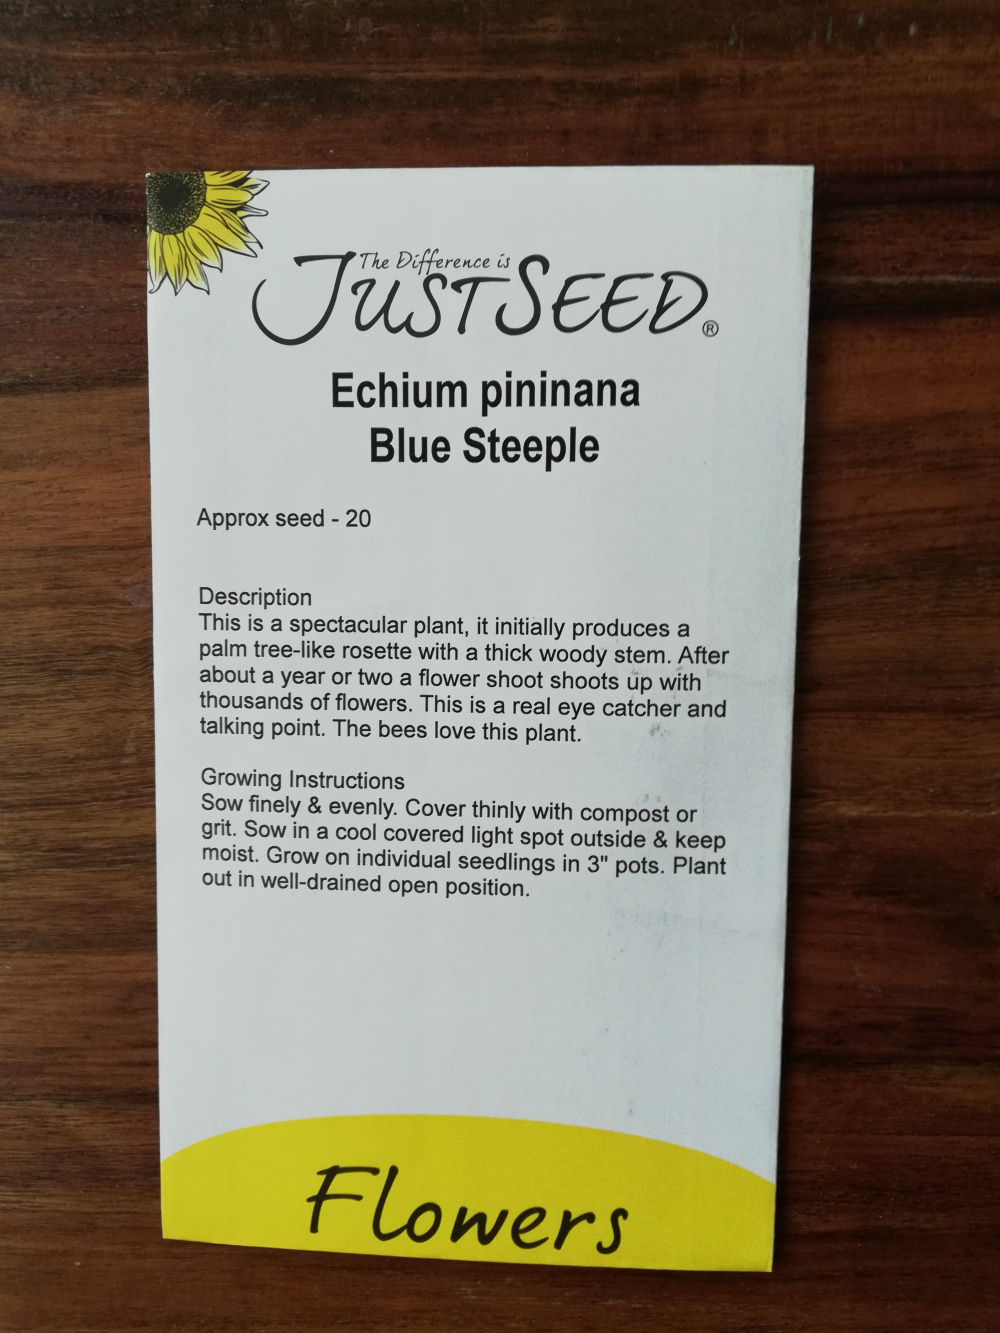 The Difference is
JUST SEED®
Echium pininana
Blue Steeple
Approx seed - 20
Description
This is a spectacular plant, it initially produces a
palm tree-like rosette with a thick woody stem. After
about a year or two a flower shoot shoots up with
thousands of flowers. This is a real eye catcher and
talking point. The bees love this plant.
Growing Instructions
Sow finely & evenly. Cover thinly with compost or
grit. Sow in a cool covered light spot outside & keep
moist. Grow on individual seedlings in 3" pots. Plant
out in well-drained open position.
Flowers